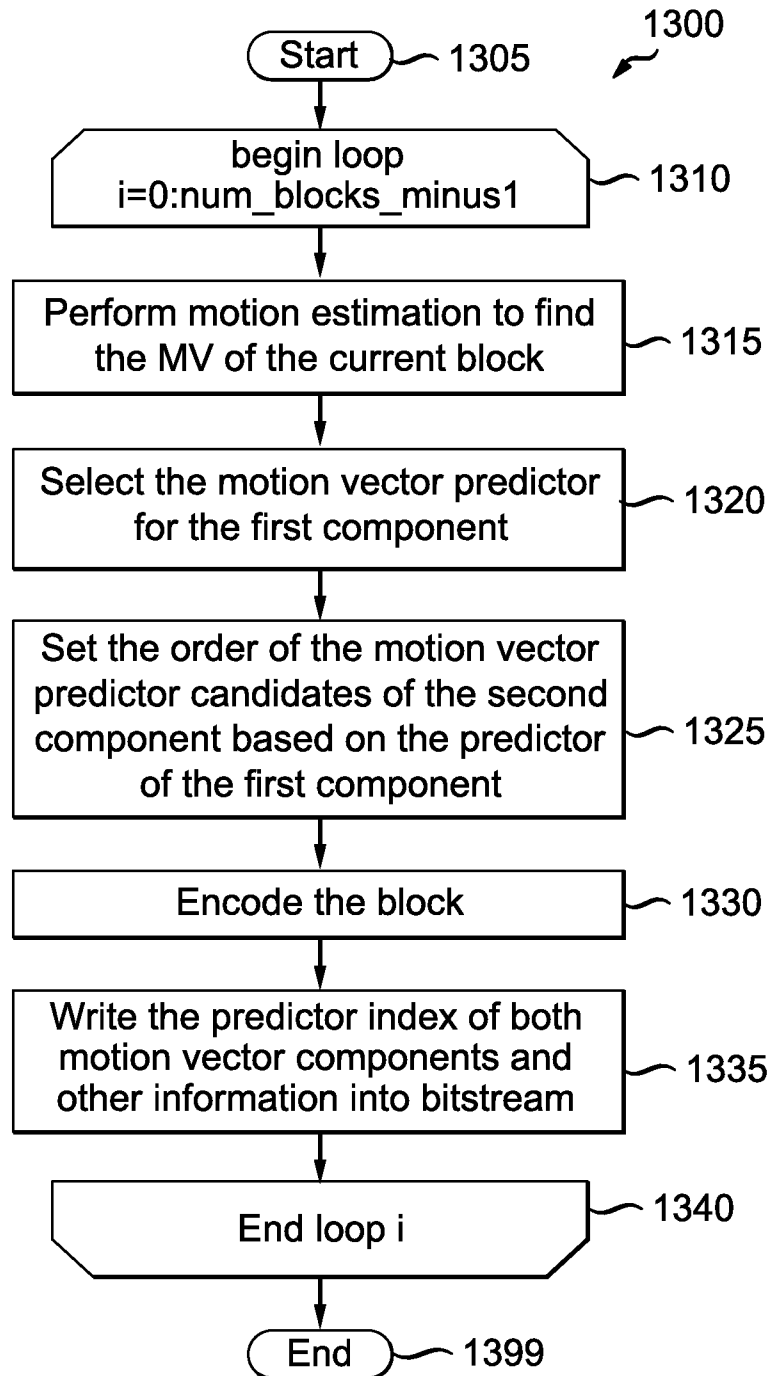 1300
Start
1305
begin loop
i=0:num_blocks_minus1
1310
Perform motion estimation to find
the MV of the current block
1315
Select the motion vector predictor
for the first component
1320
Set the order of the motion vector
predictor candidates of the second
component based on the predictor
of the first component
1325
Encode the block
1330
Write the predictor index of both
motion vector components and
other information into bitstream
1335
End loop i
1340
End
1399